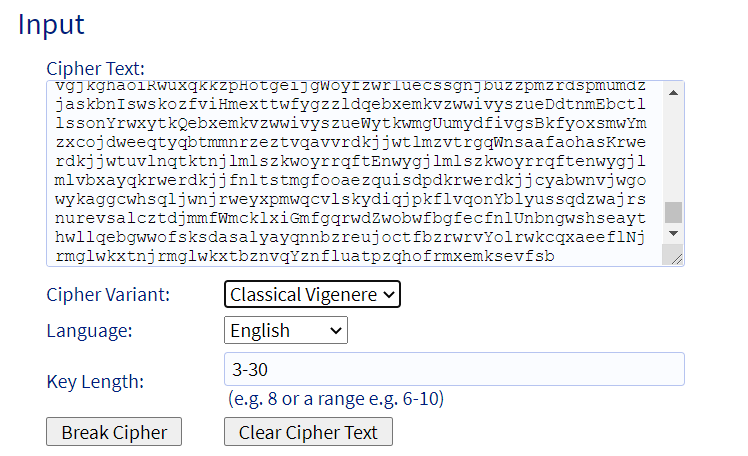 Input
Cipher Text:
vgjkghaolRwuxqkkzpHotgeijgWoyfzwrluecssgnjbuzzpmzrdspmumdz
jaskbnIswskozfviHmexttwfygzzldqebxemkvzwwivyszueDdtnmEbctl
lssonYrwxytkQebxemkvzwwivyszueWytkwmgUumydfivgsBkfyoxsmwYm
zxcojdweeqtyqbtmmnrzeztvqavvrdkjjwtlmzvtrgqWnsaafaohasKrwe
rdkjjwtuvlnqtktnjlmlszkwoyrrqftEnwygjlmlszkwoyrrqftenwygjl
mlvbxayqkrwerdkjjfnltstmgfooaezquisdpdkrwerdkjjcyabwnvjwgo
wykaggcwhsqljwnjrweyxpmwqcvlskydiqjpkflvqonYblyussqdzwajrs
nurevsalcztdjmmfWmcklxiGmfgqrwdZwobwfbgfecfnlUnbngwshseayt
hwllqebgwwofsksdasalyayqnnbzreujoctfbzrwrvYolrwkcqxaeeflNj
rmglwkxtnjrmglwkxtbznvqYznfluatpzqhofrmxemksevfsb
Cipher Variant:
Classical Vigenere
Language:
English
Key Length:
3-30
(e.g. 8 or a range e.g. 6-10)
Break Cipher
Clear Cipher Text